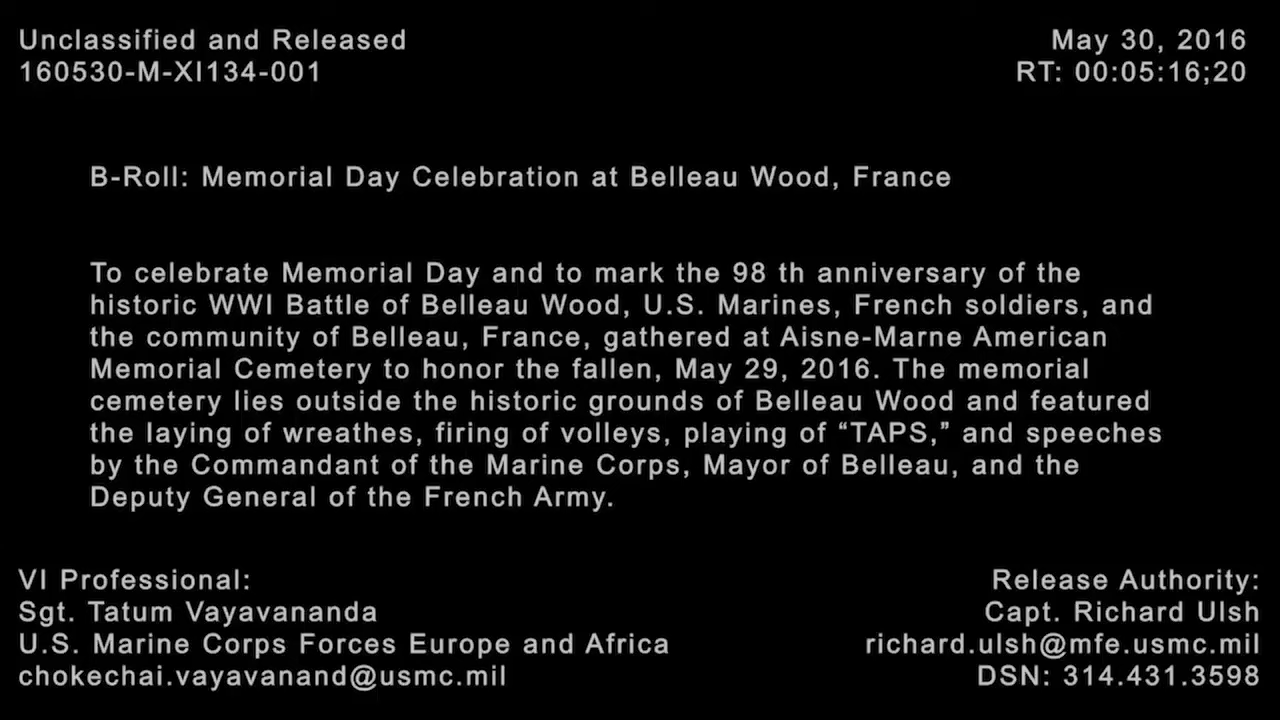 Unclassified and Released
160530-M-XI134-001
May 30, 2016
RT: 00:05:16;20
B-Roll: Memorial Day Celebration at Belleau Wood, France
To celebrate Memorial Day and to mark the 98 th anniversary of the
historic WWI Battle of Belleau Wood, U.S. Marines, French soldiers, and
the community of Belleau, France, gathered at Aisne-Marne American
Memorial Cemetery to honor the fallen, May 29, 2016. The memorial
cemetery lies outside the historic grounds of Belleau Wood and featured
the laying of wreathes, firing of volleys, playing of “TAPS,” and speeches
by the Commandant of the Marine Corps, Mayor of Belleau, and the
Deputy General of the French Army.
VI Professional:
Sgt. Tatum Vayavananda
U.S. Marine Corps Forces Europe and Africa
chokechai.vayavanand@usmc.mil
Release Authority:
Capt. Richard Ulsh
richard.ulsh@mfe.usmc.mil
DSN: 314.431.3598